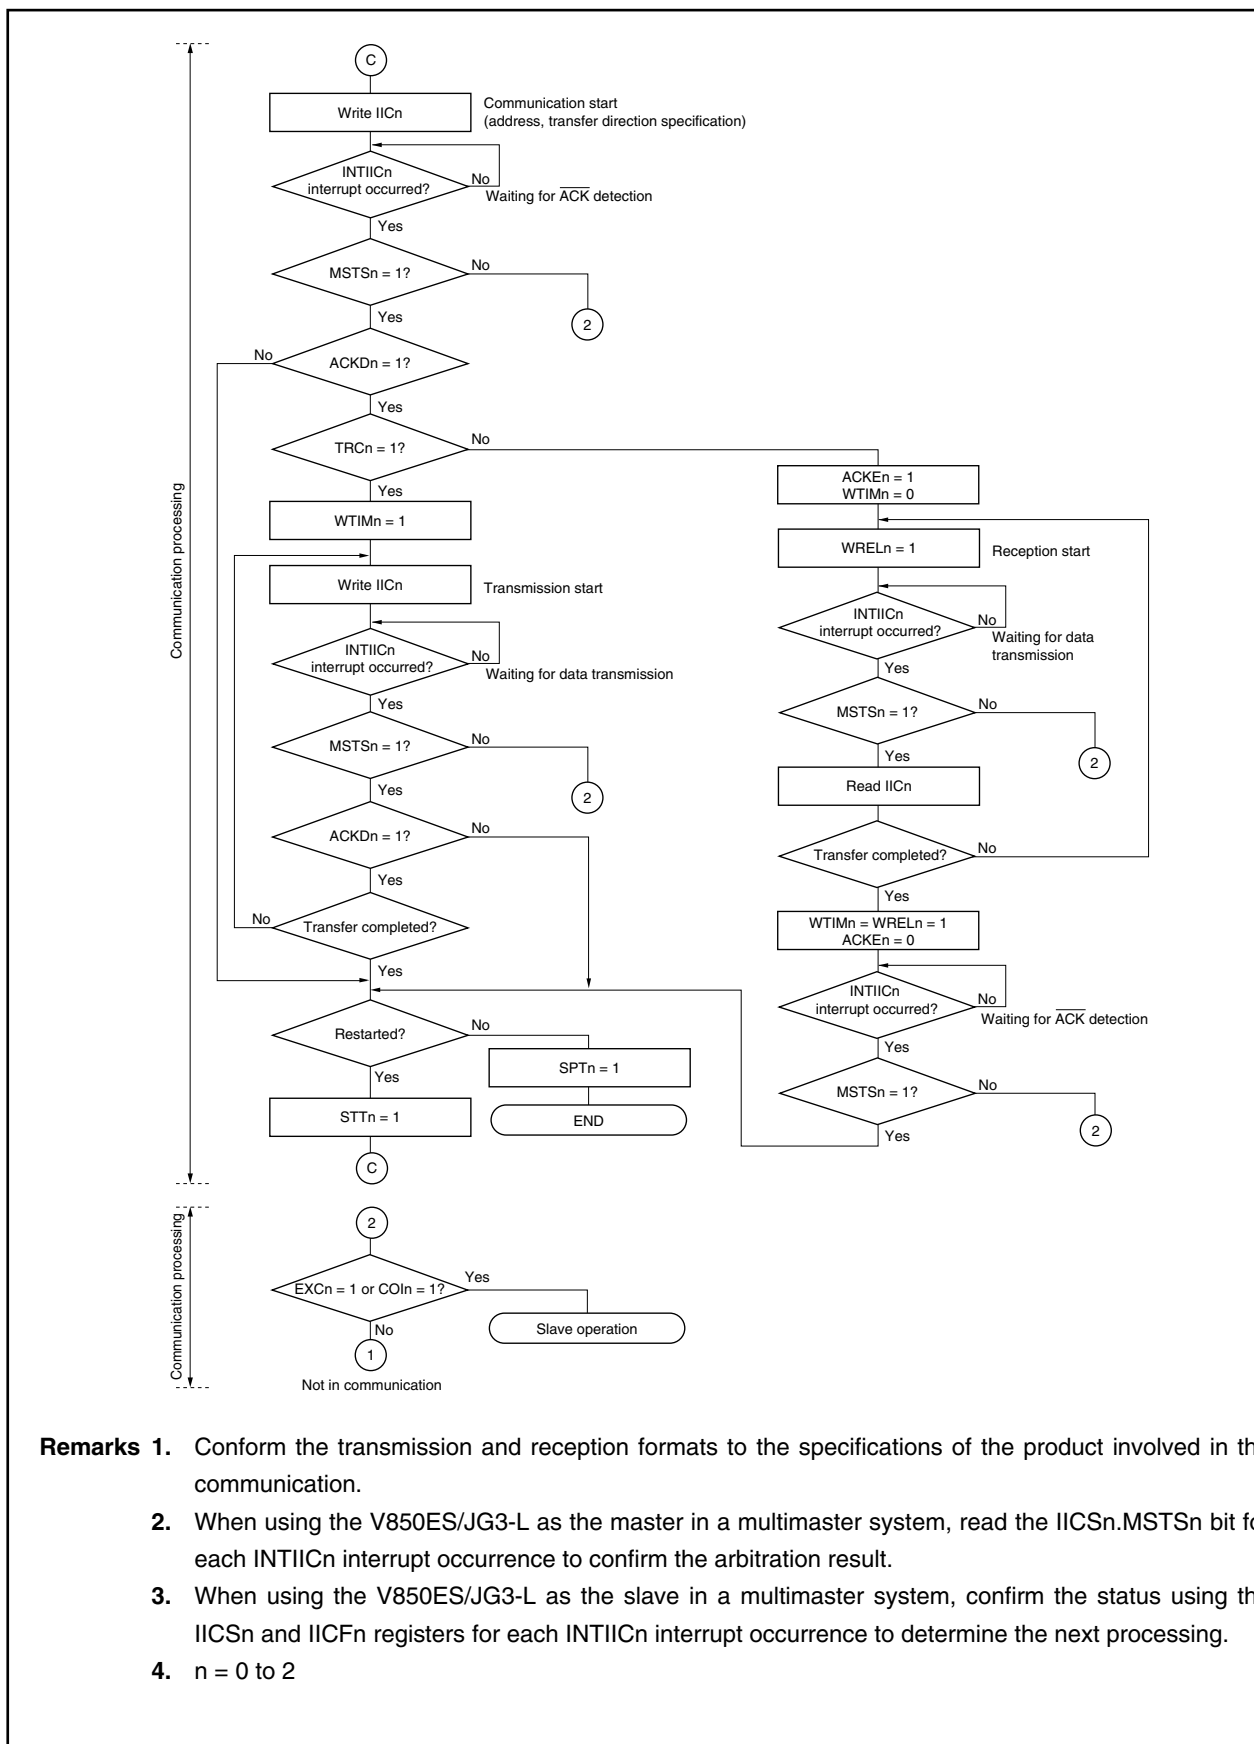 C
Write IICn
Communication start
(address, transfer direction specification)
INTIICn
interrupt occurred?
No
Waiting for ACK detection
Yes
MSTSn = 1?
No
2
Yes
No
ACKDn = 1?
Yes
TRCn = 1?
No
Yes
WTIMn = 1
Write IICn
Transmission start
INTIICn
interrupt occurred?
No
Waiting for data transmission
Yes
MSTSn = 1?
No
2
Yes
ACKDn = 1?
No
Yes
No
Transfer completed?
Yes
Restarted?
No
Yes
SPTn = 1
END
STTn = 1
C
ACKEn = 1
WTIMn = 0
WRELn = 1
Reception start
INTIICn
interrupt occurred?
No
Waiting for data
transmission
Yes
MSTSn = 1?
No
2
Yes
Read IICn
Transfer completed?
No
Yes
WTIMn = WRELn = 1
ACKEn = 0
INTIICn
interrupt occurred?
No
Waiting for ACK detection
Yes
MSTSn = 1?
No
2
Yes
Communication processing
2
EXCn = 1 or COIn = 1?
Yes
Slave operation
No
1
Not in communication
Communication processing
Remarks 1. Conform the transmission and reception formats to the specifications of the product involved in th
communication.
2. When using the V850ES/JG3-L as the master in a multimaster system, read the IICSn.MSTSn bit fo
each INTIICn interrupt occurrence to confirm the arbitration result.
3. When using the V850ES/JG3-L as the slave in a multimaster system, confirm the status using th
IICSn and IICFn registers for each INTIICn interrupt occurrence to determine the next processing.
4. n = 0 to 2